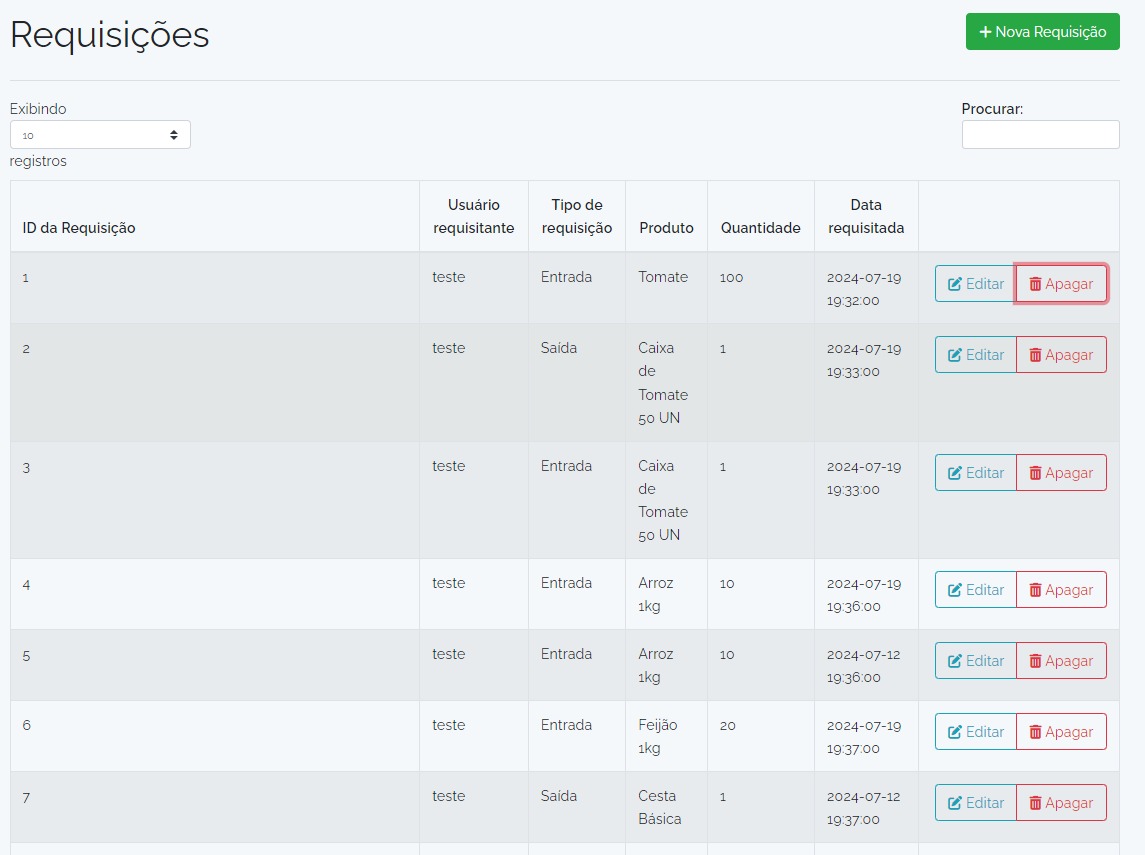 Requisições
Nova Requisição
Exibindo
10
registros
Procurar:
ID da Requisição
Usuário
requisitante
Tipo de
requisição
Produto
Quantidade
Data
requisitada
1
teste
Entrada
Tomate
100
2024-07-19
19:32:00
Editar
Apagar
2
teste
Saída
Caixa
de
Tomate
50 UN
1
2024-07-19
19:33:00
Editar
Apagar
3
teste
Entrada
Caixa
de
Tomate
50 UN
1
2024-07-19
19:33:00
Editar
Apagar
4
teste
Entrada
Arroz
1kg
10
2024-07-19
19:36:00
Editar
Apagar
5
teste
Entrada
Arroz
1kg
10
2024-07-12
19:36:00
Editar
Apagar
6
teste
Entrada
Feijão
1kg
20
2024-07-19
19:37:00
Editar
Apagar
7
teste
Saída
Cesta
Básica
1
2024-07-12
19:37:00
Editar
Apagar